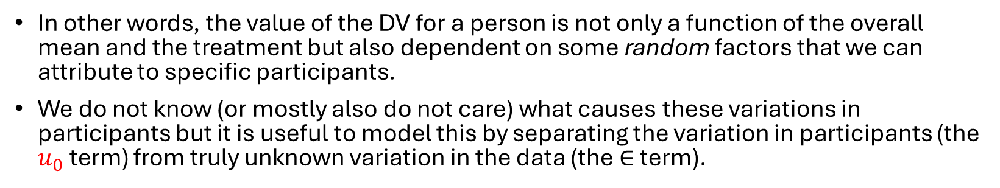 • In other words, the value of the DV for a person is not only a function of the overall
mean and the treatment but also dependent on some random factors that we can
attribute to specific participants.
• We do not know (or mostly also do not care) what causes these variations in
participants but it is useful to model this by separating the variation in participants (the
𝑢₀ term) from truly unknown variation in the data (the ∈ term).